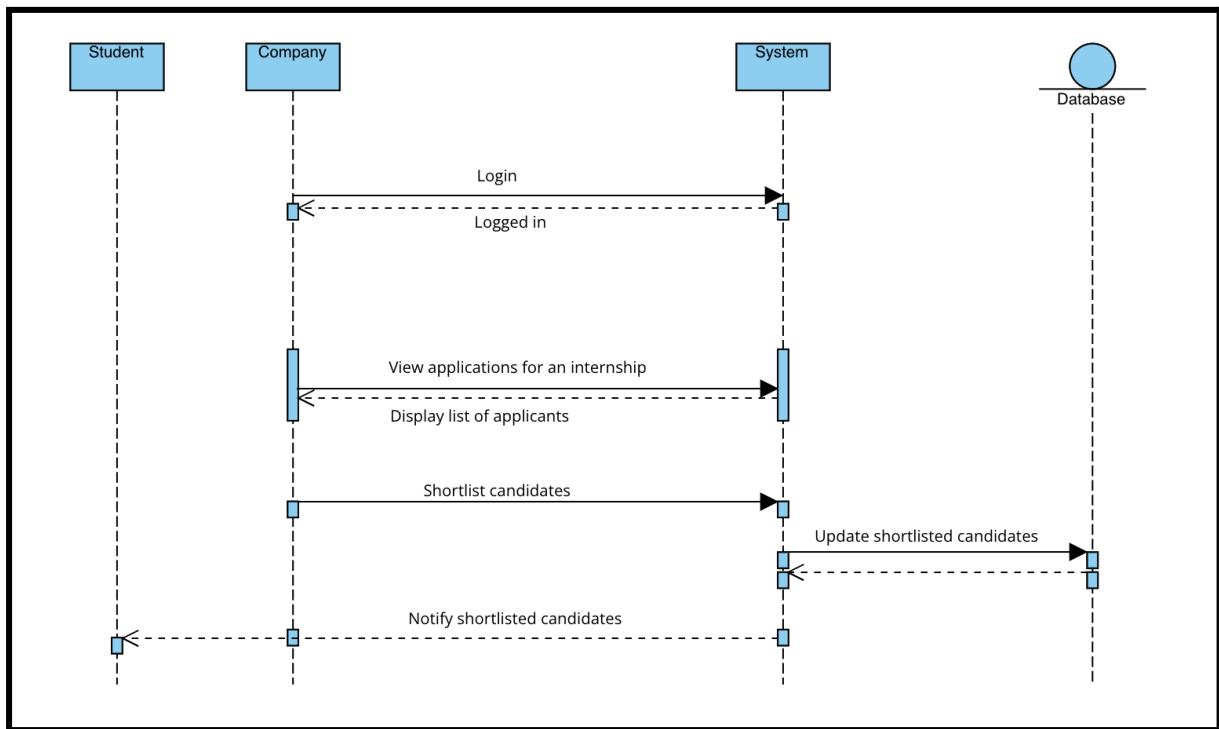 Student
Company
System
Database
Login
Logged in
View applications for an internship
Display list of applicants
Shortlist candidates
Update shortlisted candidates
Notify shortlisted candidates